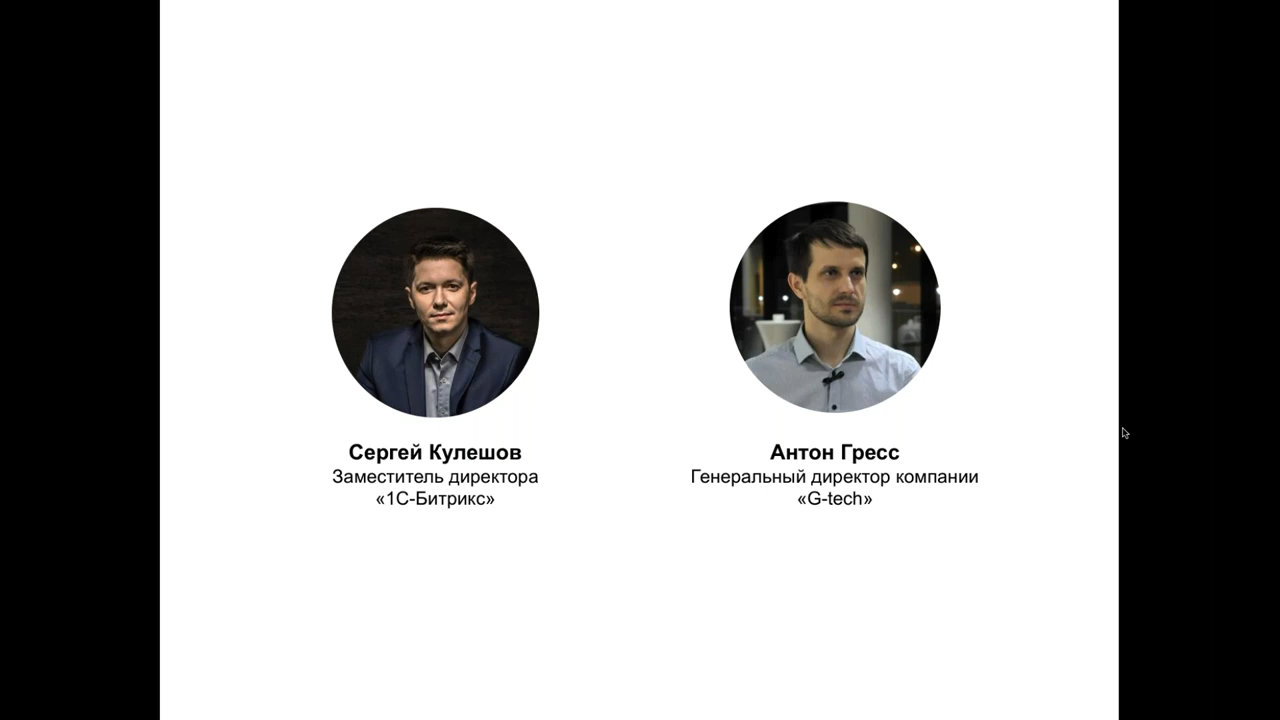 Сергей Кулешов
Заместитель директора
«1С-Битрикс»
Антон Гресс
Генеральный директор компании
«G-tech»